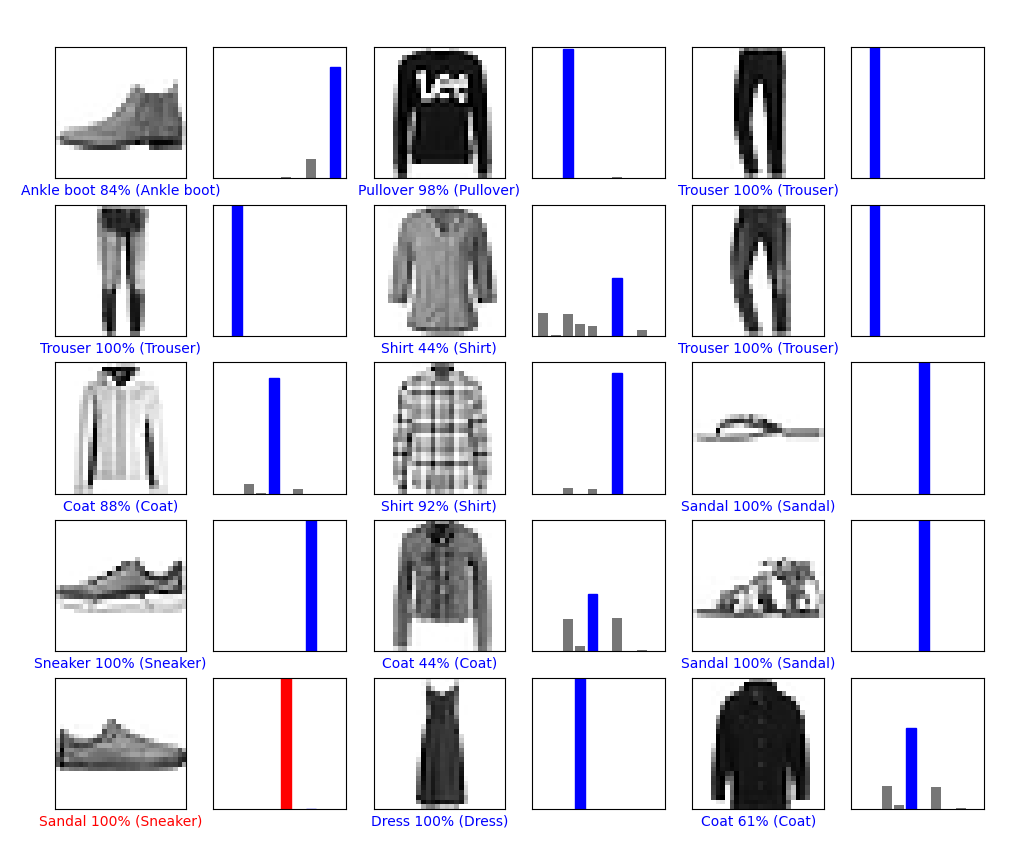 Lee
Ankle boot 84% (Ankle boot)
Pullover 98% (Pullover)
Trouser 100% (Trouser)
Trouser 100% (Trouser)
Shirt 44% (Shirt)
Trouser 100% (Trouser)
Coat 88% (Coat)
Shirt 92% (Shirt)
Sandal 100% (Sandal)
Sneaker 100% (Sneaker)
Coat 44% (Coat)
Sandal 100% (Sandal)
Sandal 100% (Sneaker)
Dress 100% (Dress)
Coat 61% (Coat)